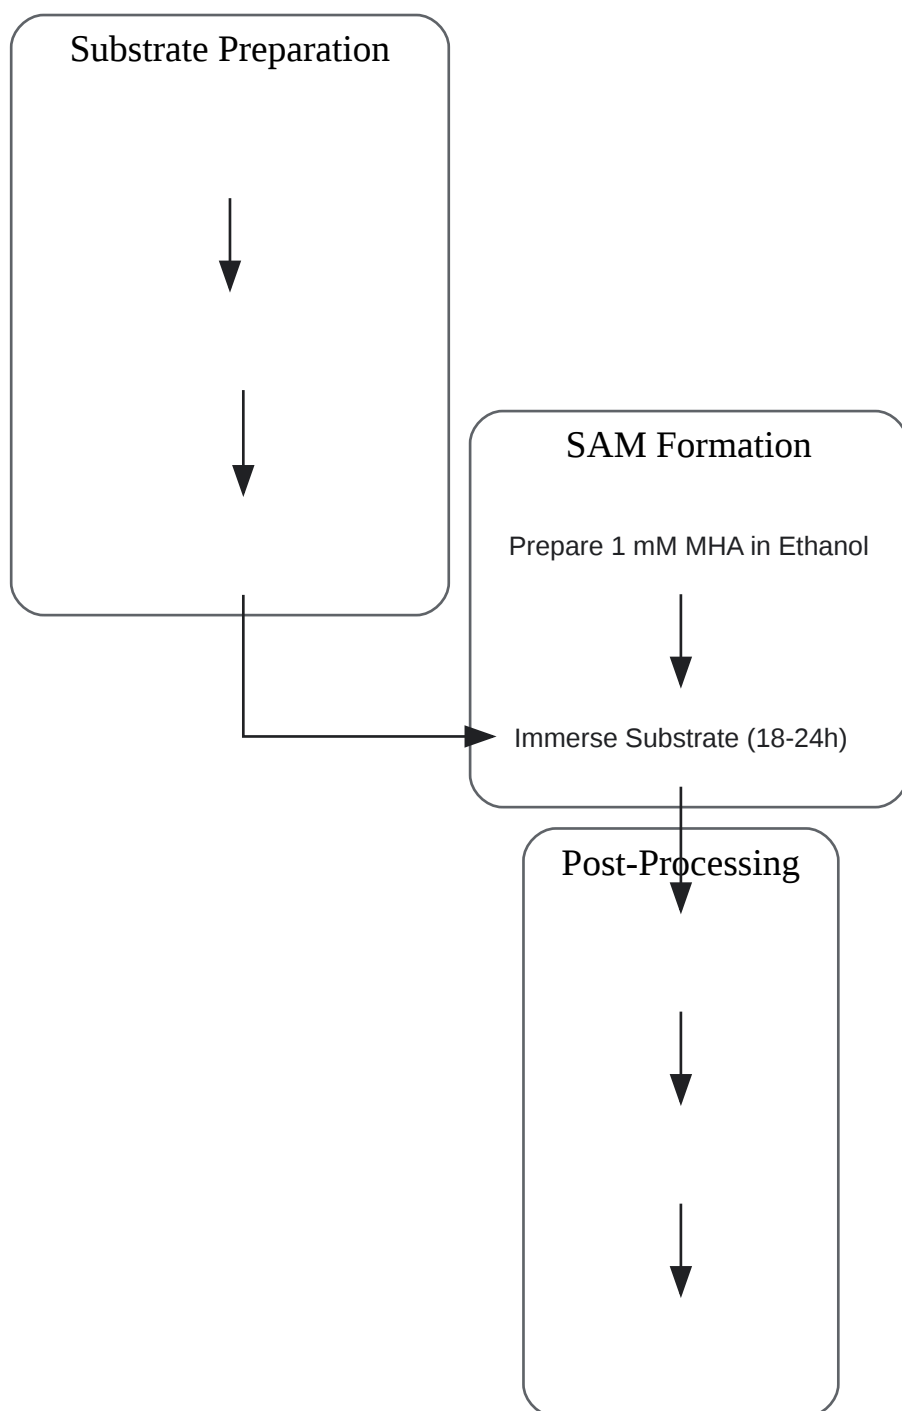 Substrate Preparation
SAM Formation
Prepare 1 mM MHA in Ethanol
Immerse Substrate (18-24h)
Post-Processing